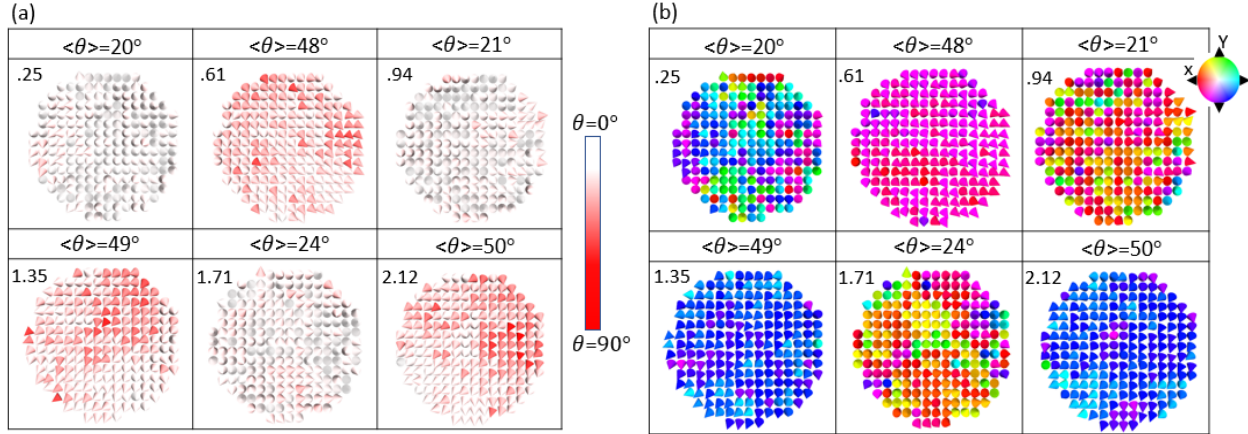 (a)
<θ>=20° <θ>=48° <θ>=21°
.25 .61 .94
<θ>=49° <θ>=24° <θ>=50°
1.35 1.71 2.12
θ=0°
θ=90°
(b)
<θ>=20° <θ>=48° <θ>=21°
.25 .61 .94
<θ>=49° <θ>=24° <θ>=50°
1.35 1.71 2.12
Y
X